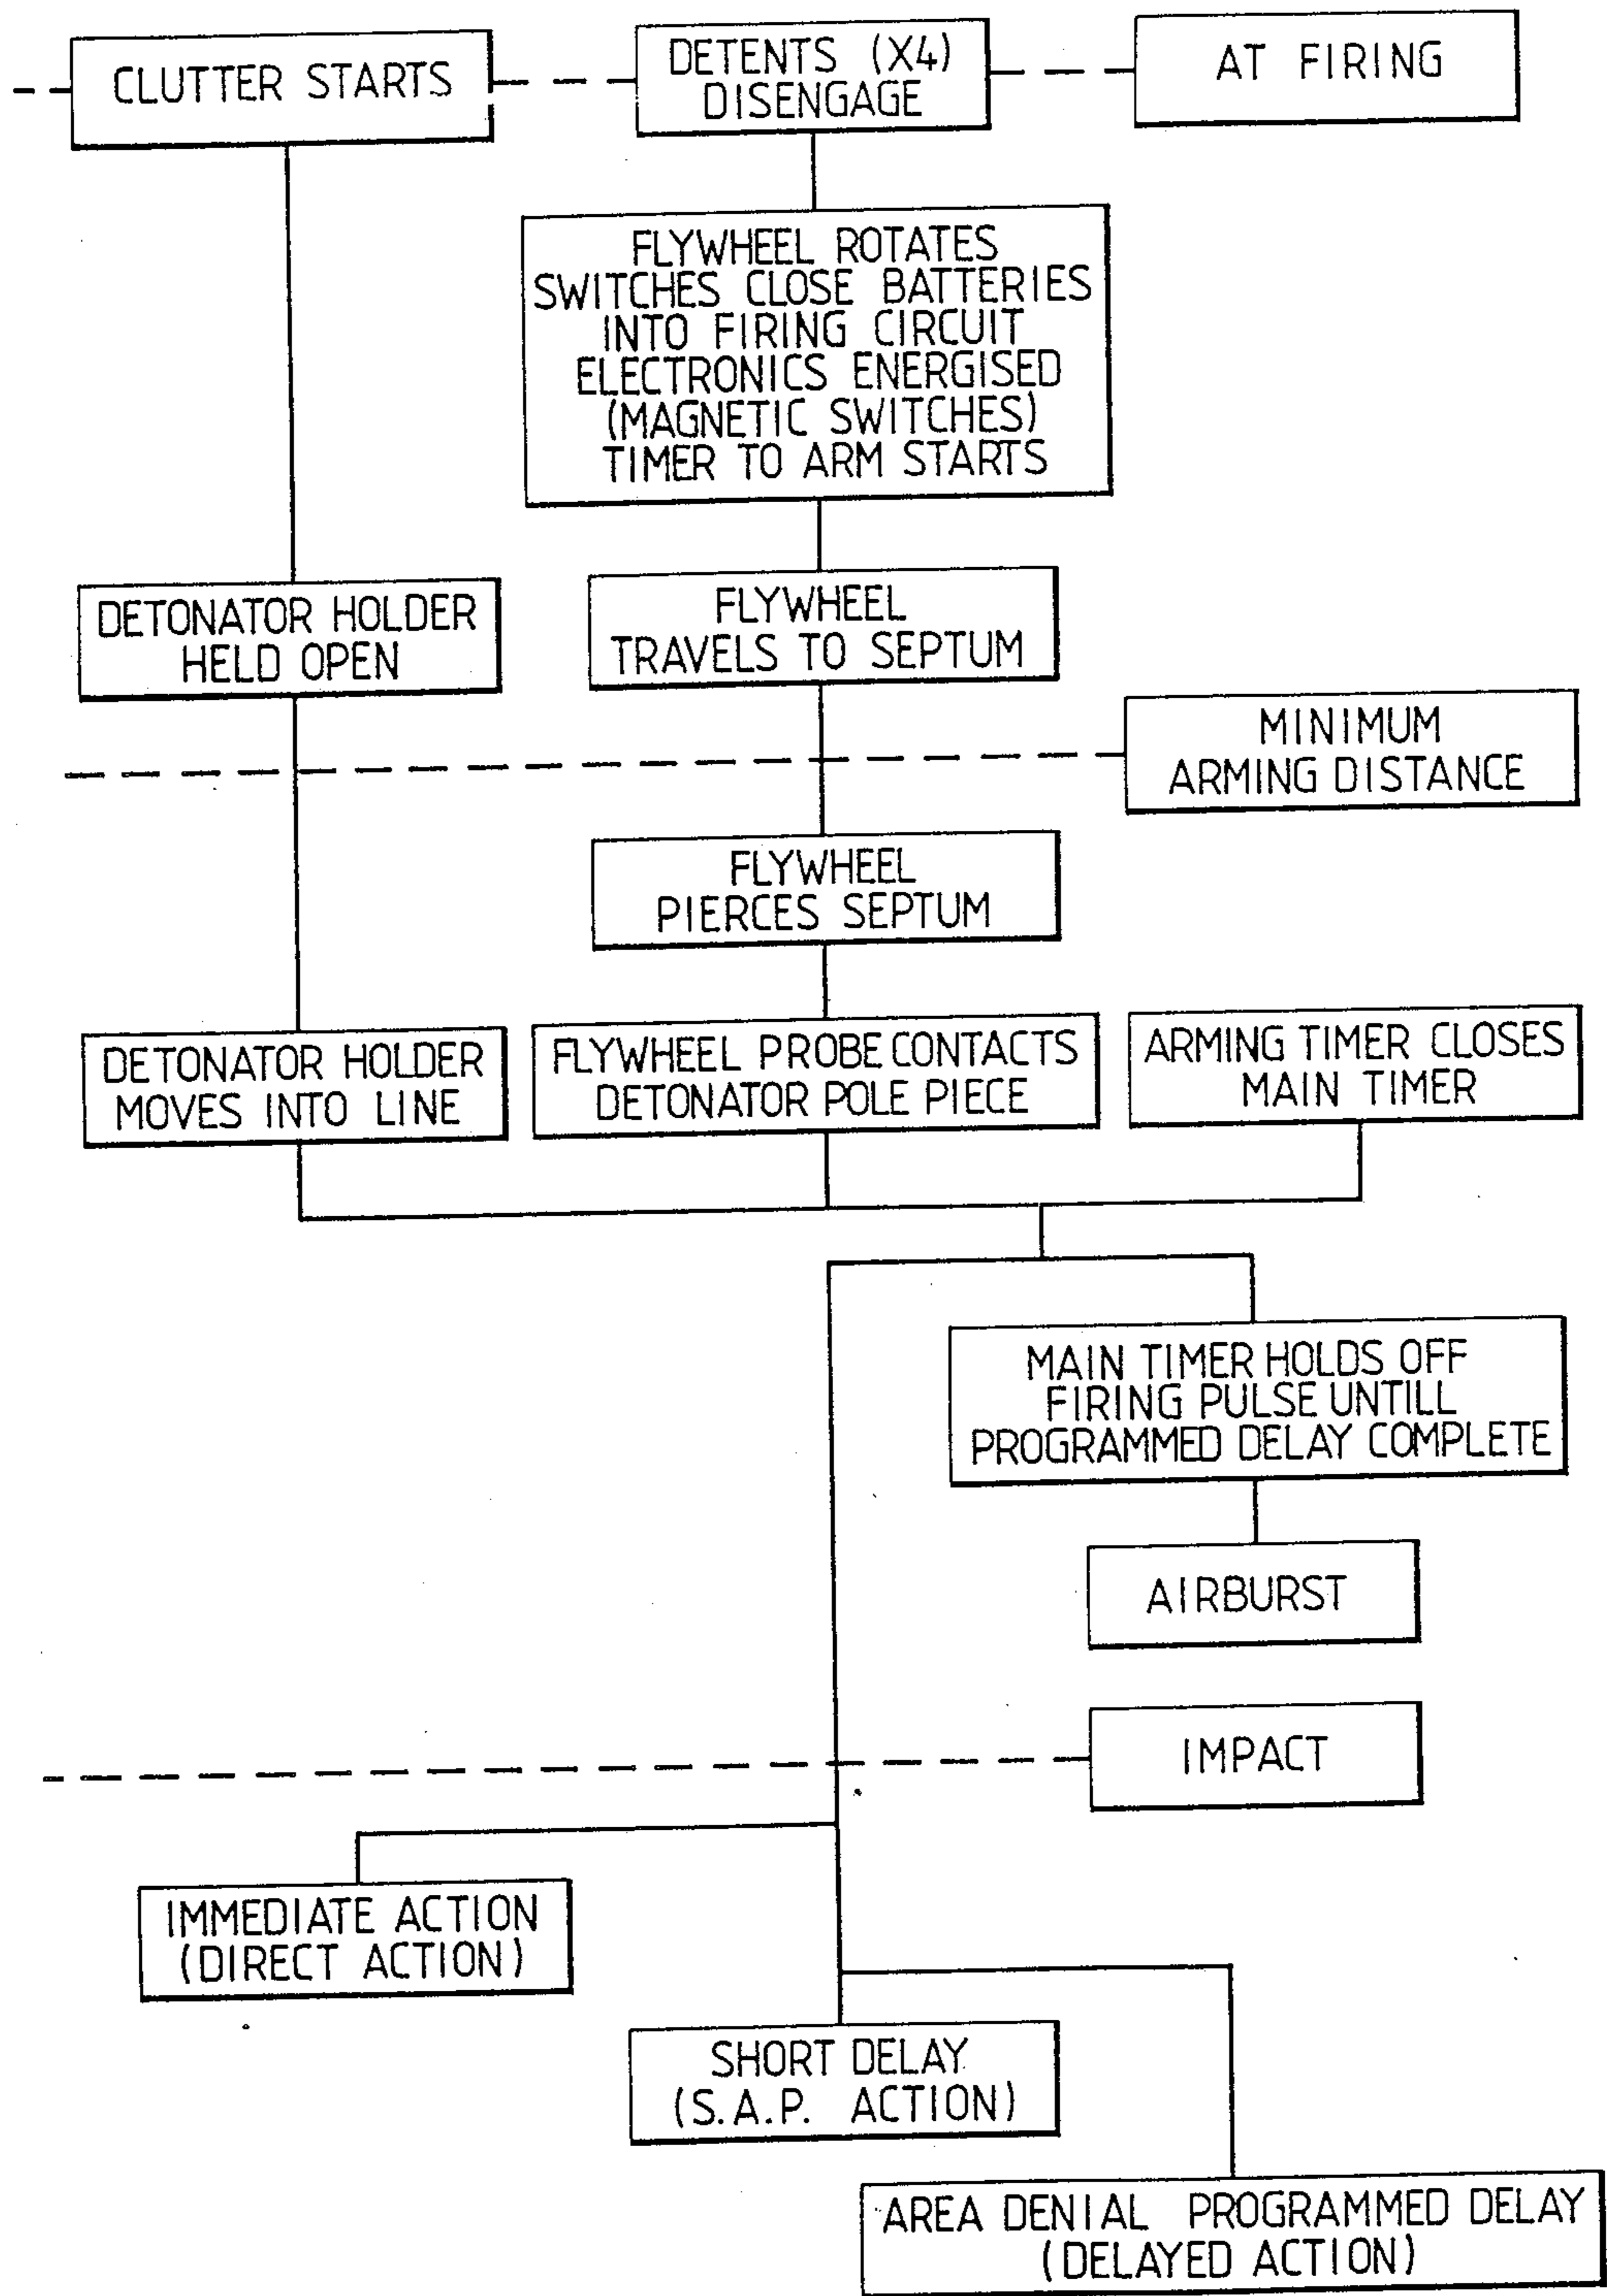 CLUTTER STARTS
DETENTS (X4)
DISENGAGE
AT FIRING
FLYWHEEL ROTATES
SWITCHES CLOSE BATTERIES
INTO FIRING CIRCUIT
ELECTRONICS ENERGISED
(MAGNETIC SWITCHES)
TIMER TO ARM STARTS
DETONATOR HOLDER
HELD OPEN
FLYWHEEL
TRAVELS TO SEPTUM
MINIMUM
ARMING DISTANCE
FLYWHEEL
PIERCES SEPTUM
DETONATOR HOLDER
MOVES INTO LINE
FLYWHEEL PROBE CONTACTS
DETONATOR POLE PIECE
ARMING TIMER CLOSES
MAIN TIMER
MAIN TIMER HOLDS OFF
FIRING PULSE UNTILL
PROGRAMMED DELAY COMPLETE
AIRBURST
IMPACT
IMMEDIATE ACTION
(DIRECT ACTION)
SHORT DELAY
(S.A.P. ACTION)
AREA DENIAL PROGRAMMED DELAY
(DELAYED ACTION)